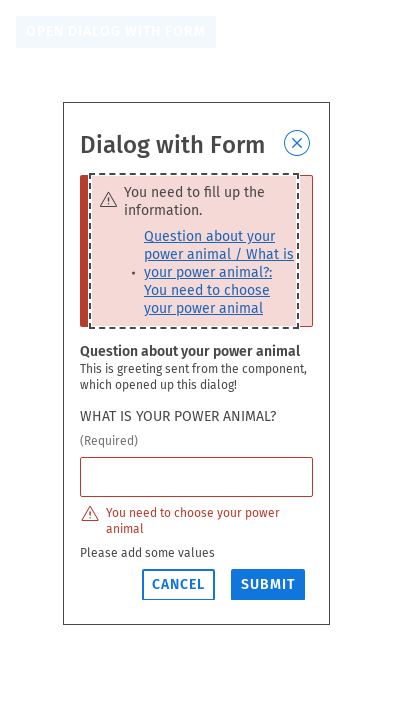 OPEN DIALOG WITH FORM
Dialog with Form
You need to fill up the
information.
Question about your
power animal / What is
your power animal?:
You need to choose
your power animal
Question about your power animal
This is greeting sent from the component,
which opened up this dialog!
WHAT IS YOUR POWER ANIMAL?
(Required)
You need to choose your power
animal
Please add some values
CANCEL
SUBMIT